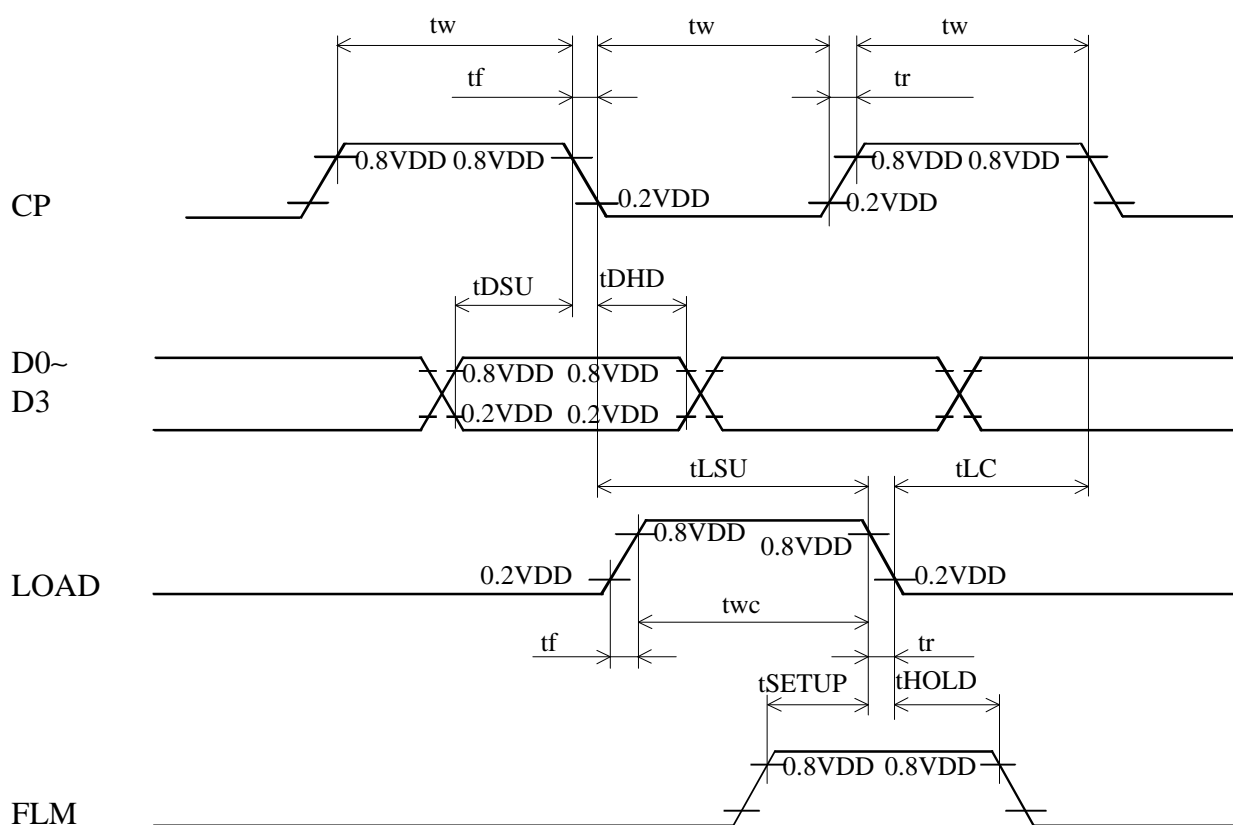 tw tw tw
tf tr
0.8VDD 0.8VDD 0.8VDD 0.8VDD
CP 0.2VDD 0.2VDD
tDSU tDHD
D0~ 0.8VDD 0.8VDD
D3 0.2VDD 0.2VDD
tLSU tLC
0.8VDD 0.8VDD
LOAD 0.2VDD 0.2VDD
twc
tf tr
tSETUP tHOLD
0.8VDD 0.8VDD
FLM